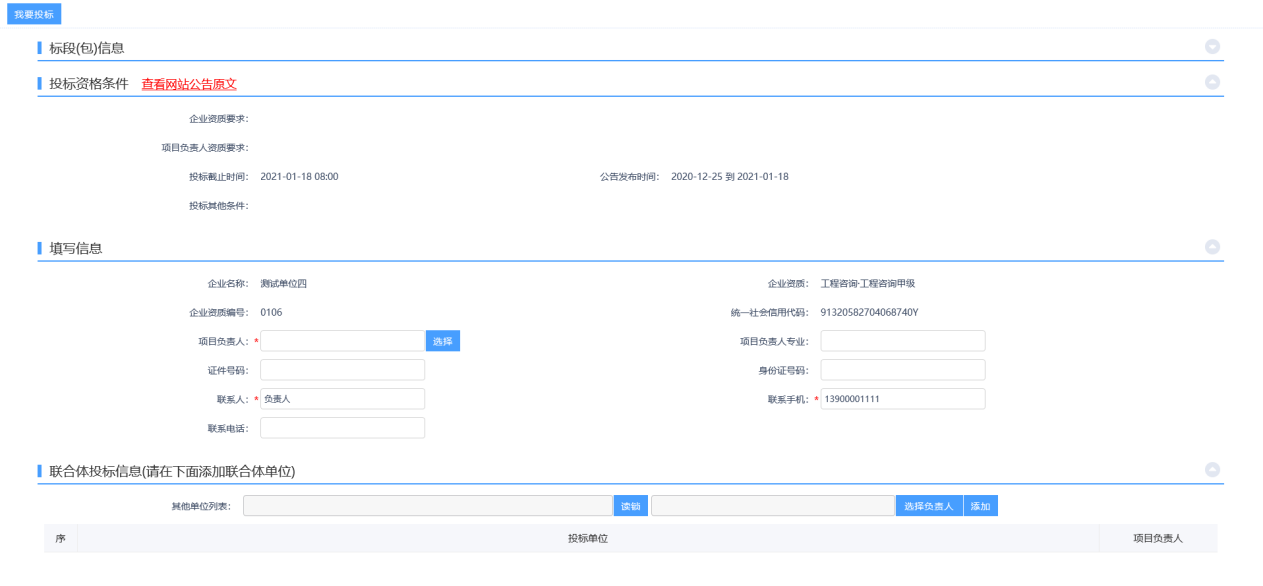 我要投标
标段(包)信息
投标资格条件 查看网站公告原文
企业资质要求：
项目负责人资质要求：
投标截止时间： 2021-01-18 08:00 公告发布时间： 2020-12-25 到 2021-01-18
投标其他条件：
填写信息
企业名称： 测试单位四 企业资质： 工程咨询·工程咨询甲级
企业资质编号： 0106 统一社会信用代码： 91320582704068740Y
项目负责人：* 选择 项目负责人专业：
证件号码： 身份证号码：
联系人：* 负责人 联系手机：* 13900001111
联系电话：
联合体投标信息(请在下面添加联合体单位)
其他单位列表： 读锁 选择负责人 添加
序 投标单位 项目负责人